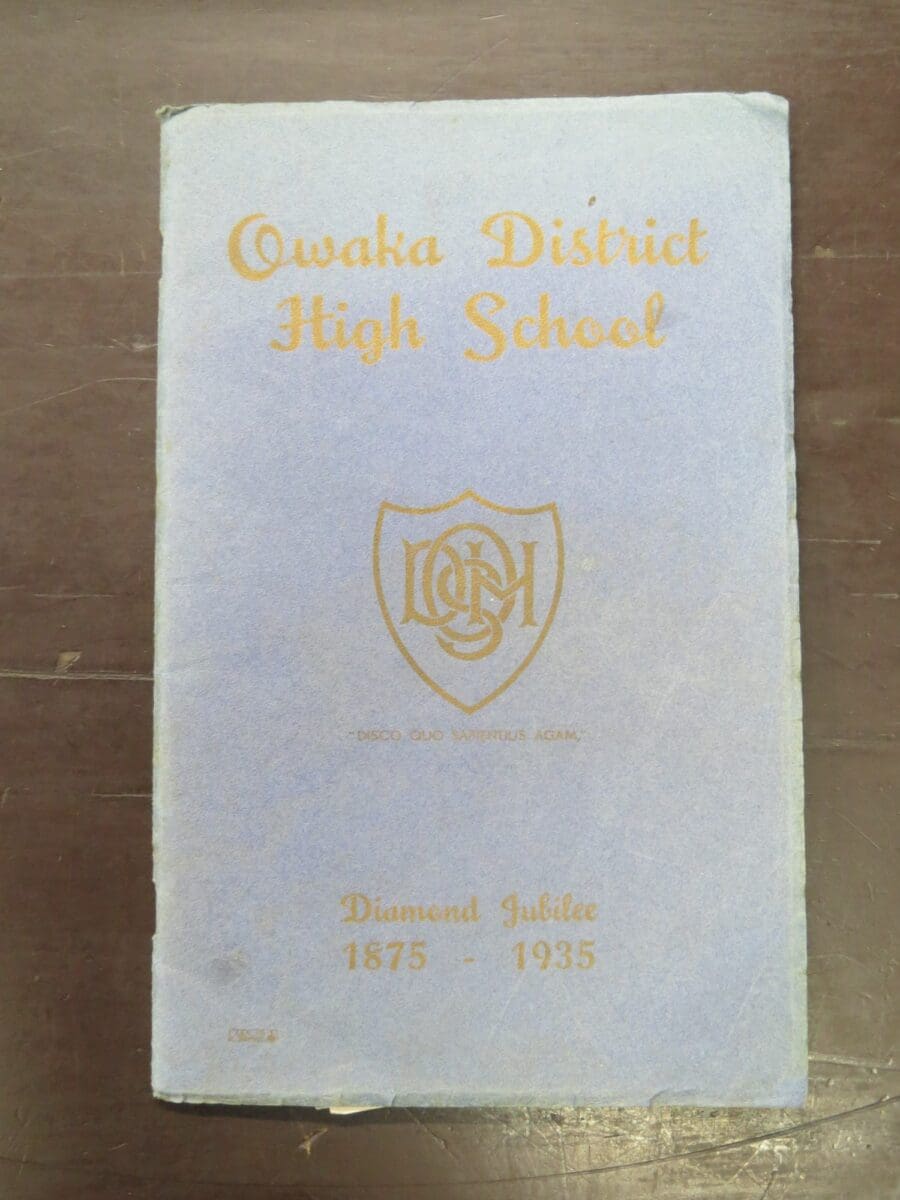 Owaka District
High School
ODHS
"DISCO QUO SAPIENTIUS AGAM,"
Diamond Jubilee
1875 - 1935